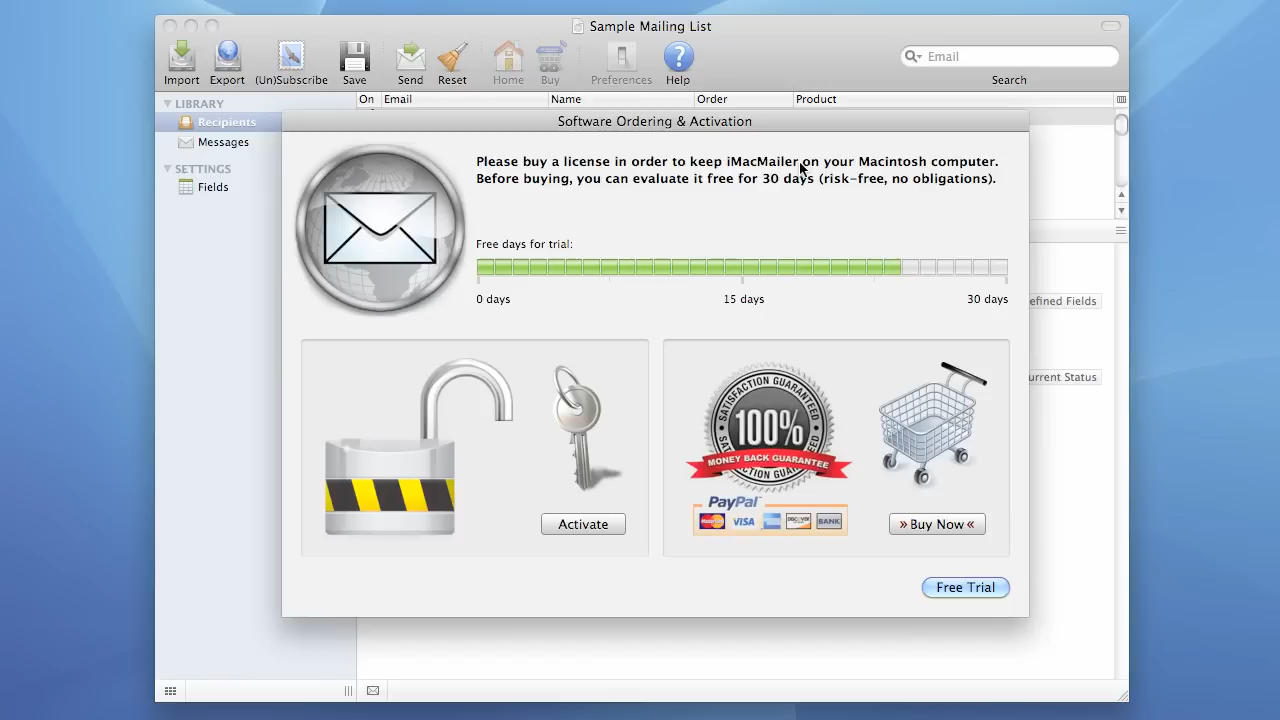 Sample Mailing List
Import
Export
(Un)Subscribe
Save
Send
Reset
Home
Buy
Preferences
Help
Email
Search
LIBRARY
Recipients
Messages
SETTINGS
Fields
On
Email
Name
Order
Product
Software Ordering & Activation
Please buy a license in order to keep iMacMailer on your Macintosh computer.
Before buying, you can evaluate it free for 30 days (risk-free, no obligations).
Free days for trial:
0 days
15 days
30 days
efined Fields
urrent Status
SATISFACTION GUARANTEED
100%
MONEY BACK GUARANTEE
PayPal
MasterCard
VISA
DISCOVER
BANK
Activate
» Buy Now «
Free Trial